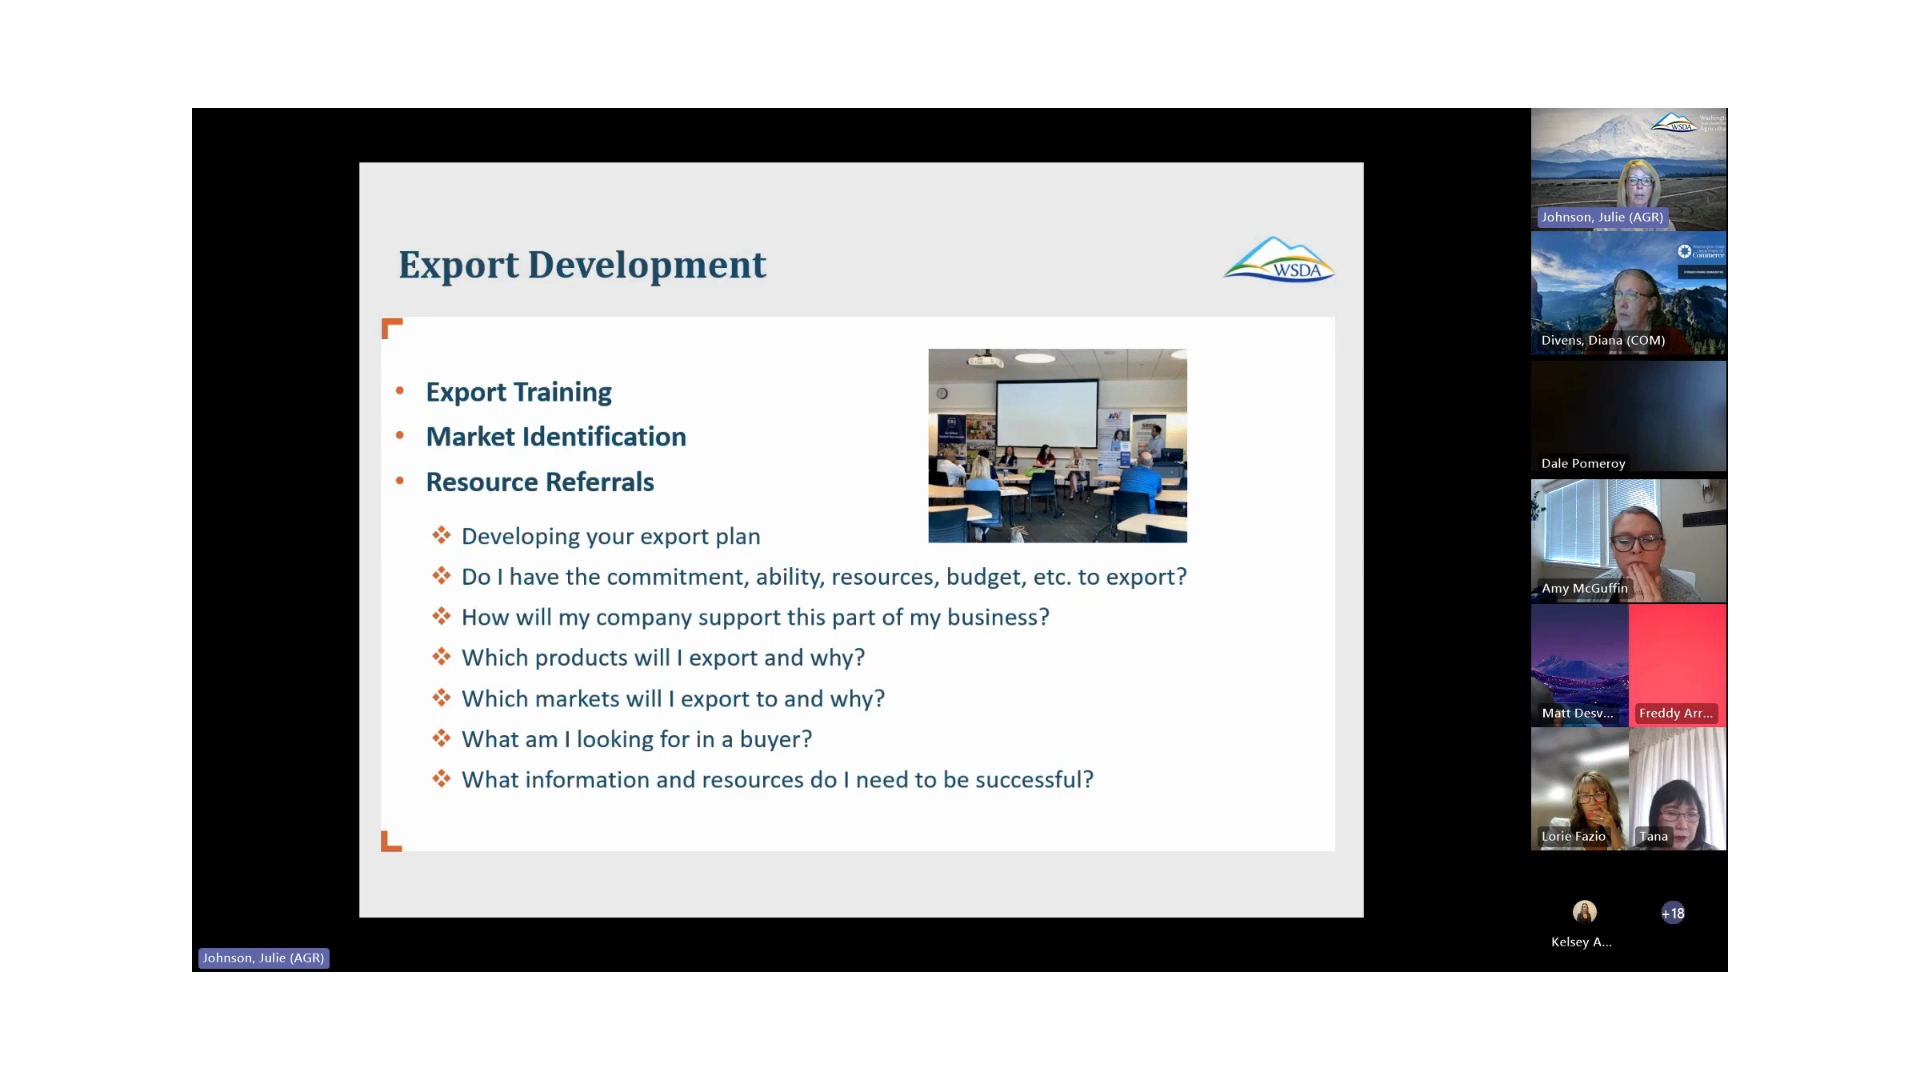 Export Development
WSDA
• Export Training
• Market Identification
• Resource Referrals
❖ Developing your export plan
❖ Do I have the commitment, ability, resources, budget, etc. to export?
❖ How will my company support this part of my business?
❖ Which products will I export and why?
❖ Which markets will I export to and why?
❖ What am I looking for in a buyer?
❖ What information and resources do I need to be successful?
Johnson, Julie (AGR)
WSDA
Johnson, Julie (AGR)
Commerce
Divens, Diana (COM)
Dale Pomeroy
Amy McGuffin
Matt Desv...
Freddy Arr...
Lorie Fazio
Tana
Kelsey A...
+18